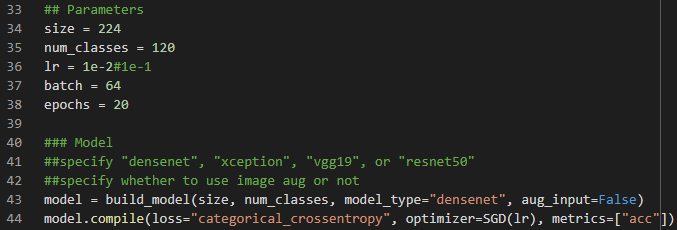 33 ## Parameters
34 size = 224
35 num_classes = 120
36 lr = 1e-2#1e-1
37 batch = 64
38 epochs = 20
39
40 ### Model
41 ##specify "densenet", "xception", "vgg19", or "resnet50"
42 ##specify whether to use image aug or not
43 model = build_model(size, num_classes, model_type="densenet", aug_input=False)
44 model.compile(loss="categorical_crossentropy", optimizer=SGD(lr), metrics=["acc"])